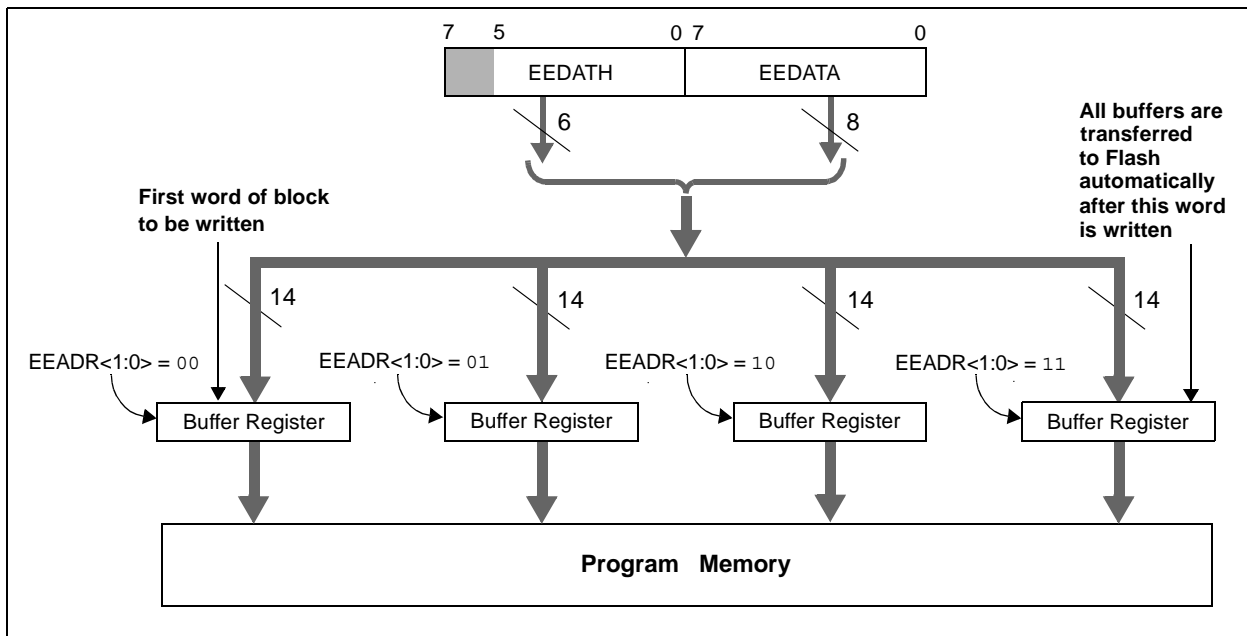 7 5 0 7 0
EEDATH EEDATA
6 8
First word of block
to be written
All buffers are
transferred
to Flash
automatically
after this word
is written
14 14 14 14
EEADR<1:0> = 00 EEADR<1:0> = 01 EEADR<1:0> = 10 EEADR<1:0> = 11
Buffer Register Buffer Register Buffer Register Buffer Register
Program Memory